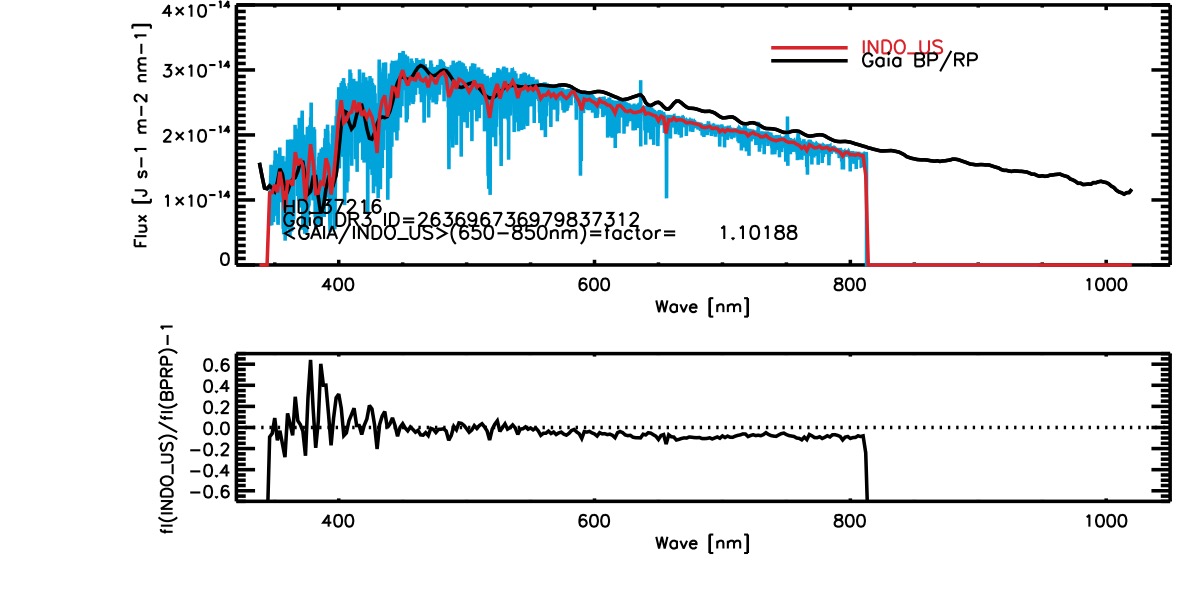 4×10−14
3×10−14
2×10−14
1×10−14
0
Flux [J s−1 m−2 nm−1]
INDO_US
Gaia BP/RP
HD_37216
Gaia DR3 ID=263696736979837312
<GAIA/INDO_US>(650−850nm)=factor= 1.10188
400 600 800 1000
Wave [nm]
fl(INDO_US)/fl(BPRP)−1
0.6
0.4
0.2
0.0
−0.2
−0.4
−0.6
400 600 800 1000
Wave [nm]